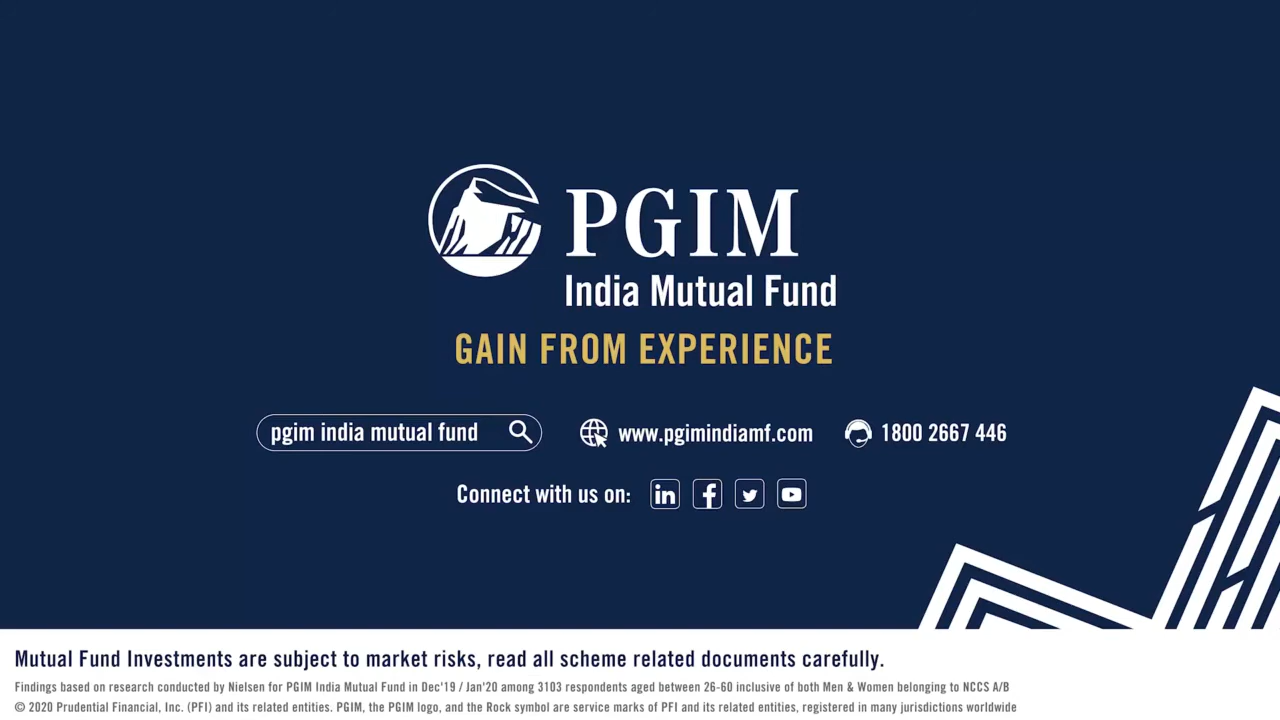 PGIM
India Mutual Fund
GAIN FROM EXPERIENCE
pgim india mutual fund
www.pgimindiamf.com
1800 2667 446
Connect with us on:
Mutual Fund Investments are subject to market risks, read all scheme related documents carefully.
Findings based on research conducted by Nielsen for PGIM India Mutual Fund in Dec'19 / Jan'20 among 3103 respondents aged between 26-60 inclusive of both Men & Women belonging to NCCS A/B
© 2020 Prudential Financial, Inc. (PFI) and its related entities. PGIM, the PGIM logo, and the Rock symbol are service marks of PFI and its related entities, registered in many jurisdictions worldwide